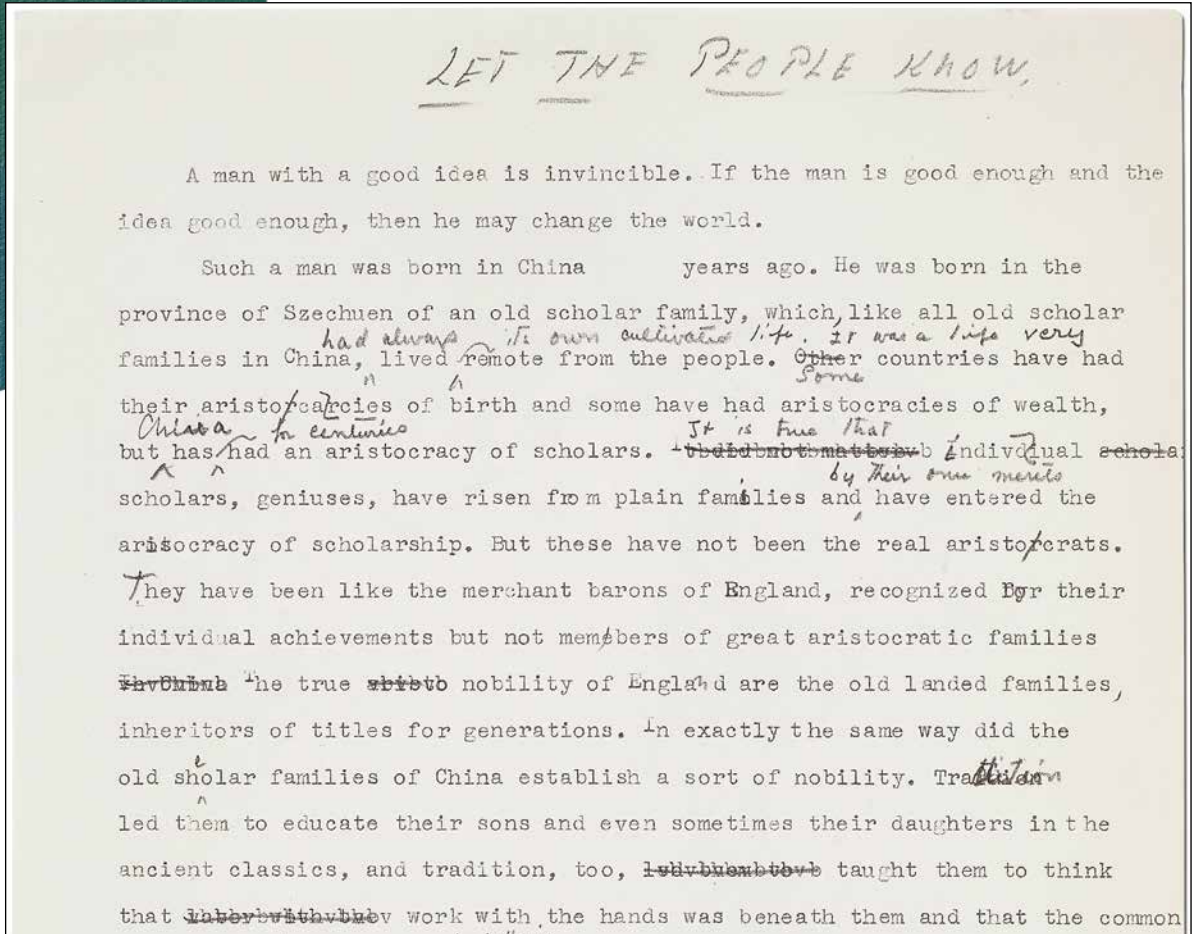 LET THE PEOPLE KNOW.
A man with a good idea is invincible. If the man is good enough and the
idea good enough, then he may change the world.
Such a man was born in China years ago. He was born in the
province of Szechuen of an old scholar family, which, like all old scholar
had always its own cultivated life. It was a life very
families in China, lived remote from the people. Other countries have had
Some
their aristocarcies of birth and some have had aristocracies of wealth,
China for centuries It is true that
but has had an aristocracy of scholars. indivdiual schola
by their own merits
scholars, geniuses, have risen from plain families and have entered the
arisocracy of scholarship. But these have not been the real aristocrats.
They have been like the merchant barons of England, recognized for their
individual achievements but not members of great aristocratic families
The true nobility of England are the old landed families,
inheritors of titles for generations. In exactly the same way did the
old sholar families of China establish a sort of nobility. Tradition
c
led them to educate their sons and even sometimes their daughters in the
ancient classics, and tradition, too, taught them to think
that work with the hands was beneath them and that the common